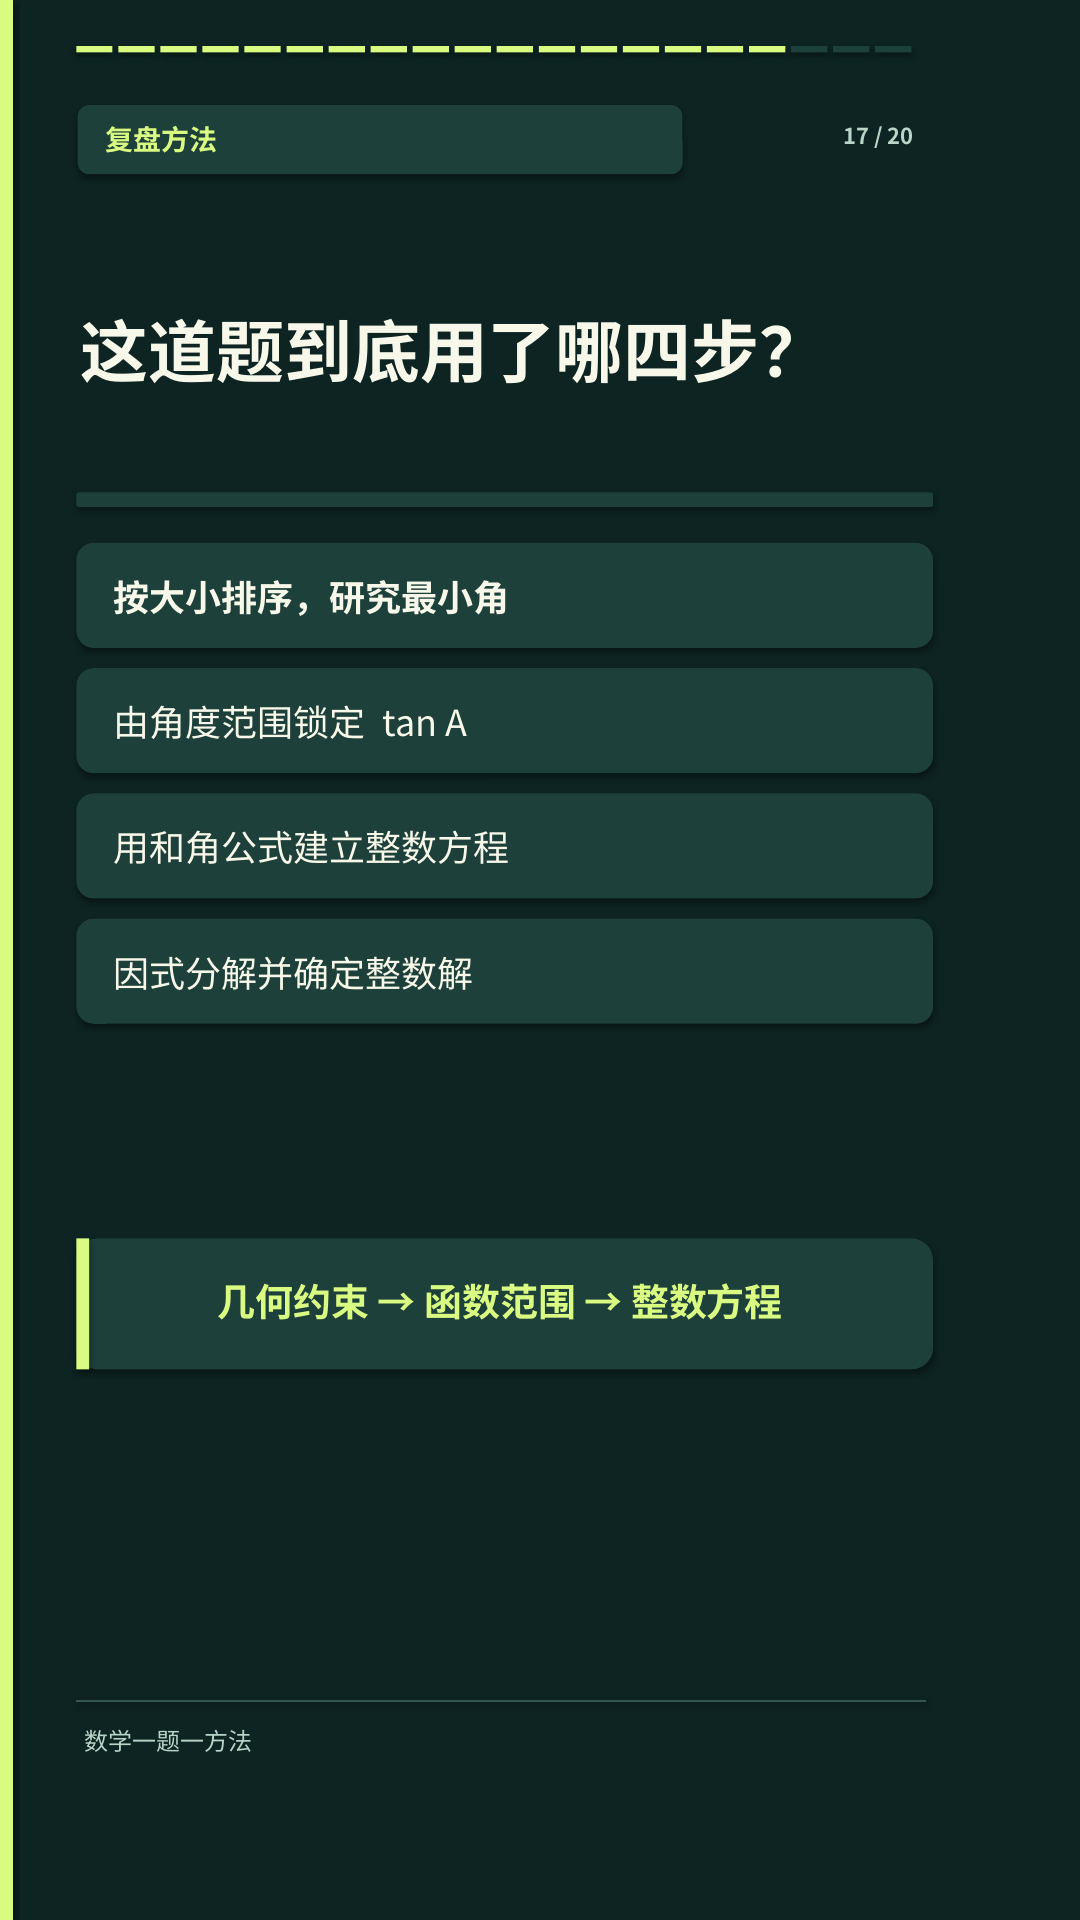 复盘方法
17 / 20
这道题到底用了哪四步？
按大小排序，研究最小角
由角度范围锁定 tan A
用和角公式建立整数方程
因式分解并确定整数解
几何约束 → 函数范围 → 整数方程
数学一题一方法